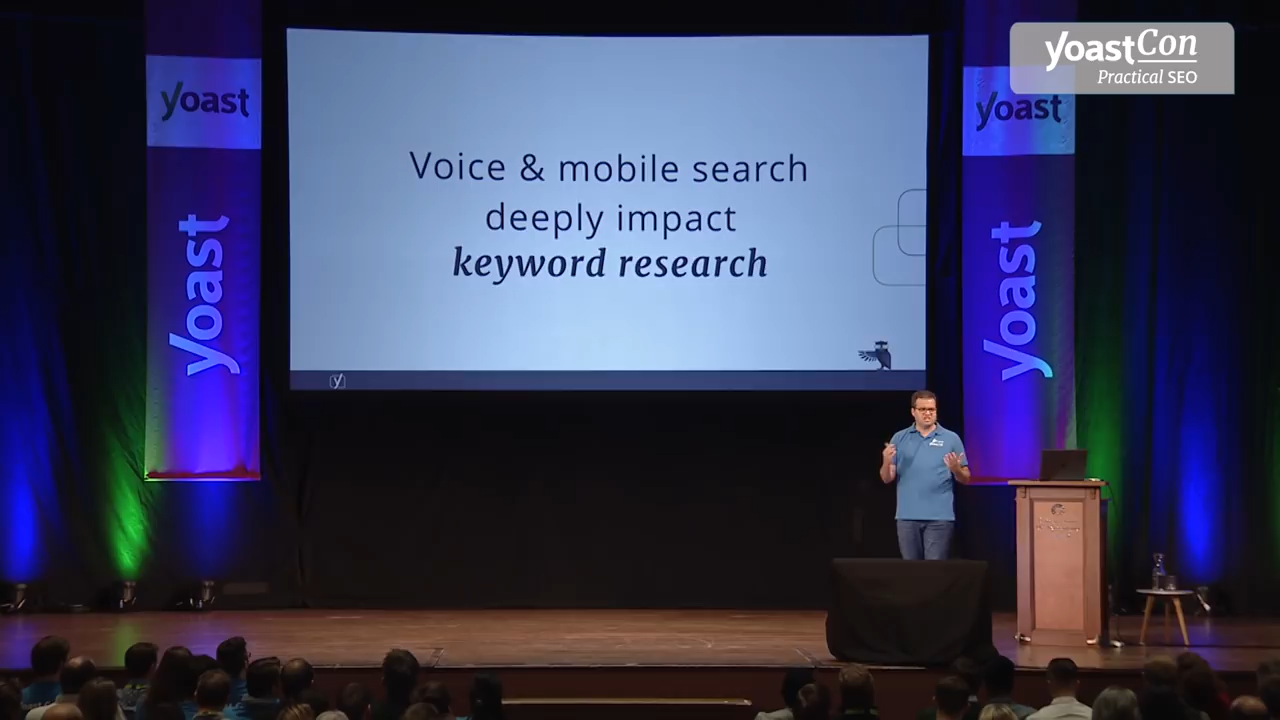 yoastCon
Practical SEO
yoast
yoast
Voice & mobile search
deeply impact
keyword research
yoast
yoast
y